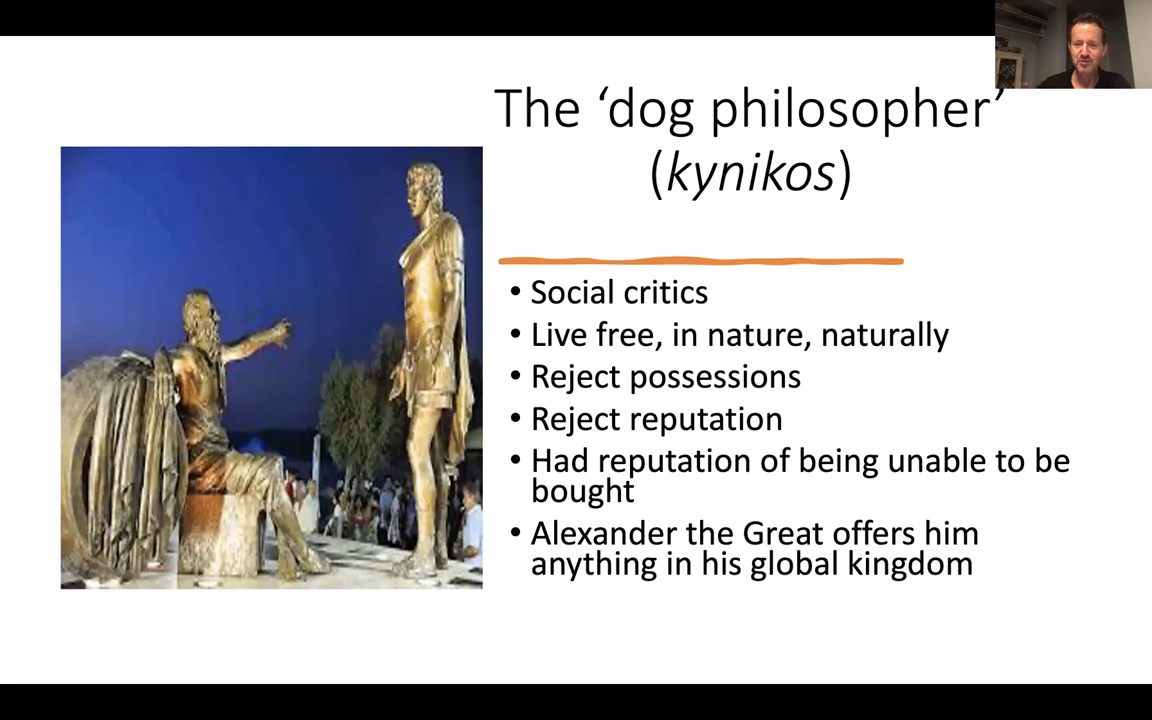 The ‘dog philosopher’
(kynikos)
• Social critics
• Live free, in nature, naturally
• Reject possessions
• Reject reputation
• Had reputation of being unable to be
bought
• Alexander the Great offers him
anything in his global kingdom